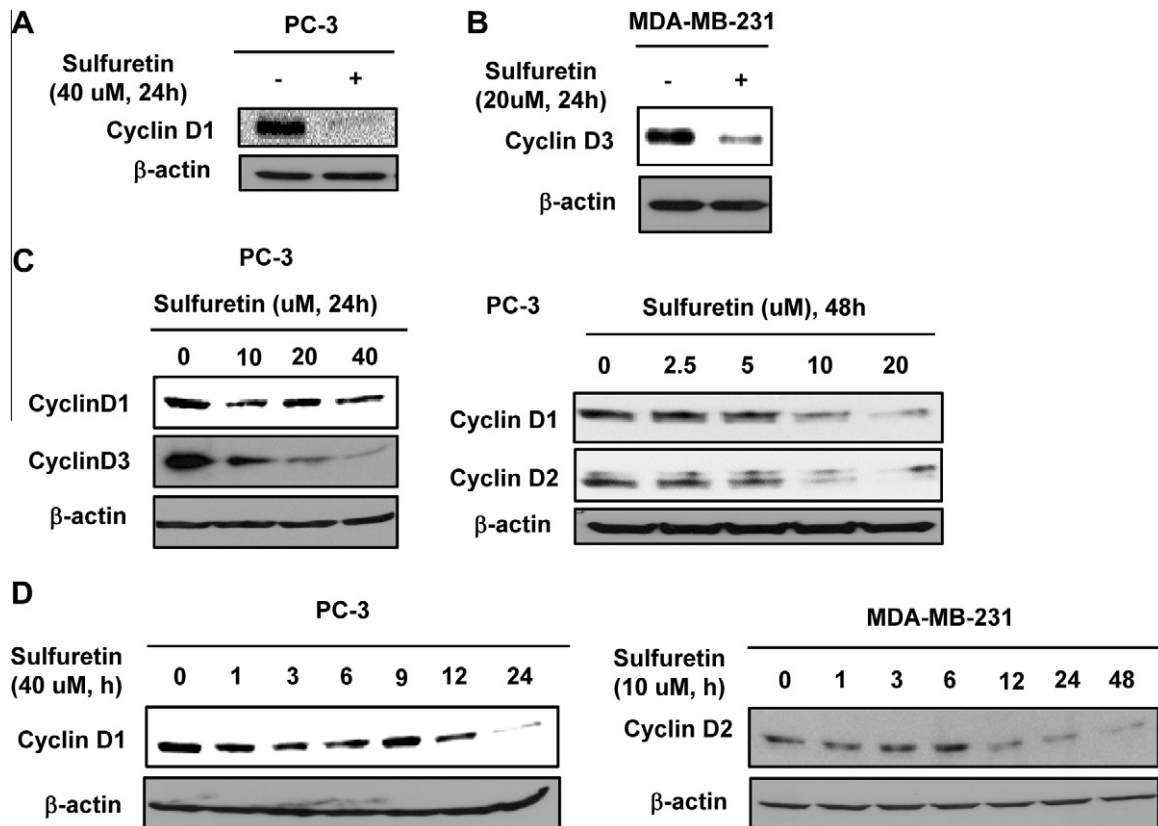 A
PC-3
Sulfuretin
(40 uM, 24h)
- +
Cyclin D1
β-actin
B
MDA-MB-231
Sulfuretin
(20uM, 24h)
- +
Cyclin D3
β-actin
C
PC-3
Sulfuretin (uM, 24h)
0 10 20 40
CyclinD1
CyclinD3
β-actin
PC-3 Sulfuretin (uM), 48h
0 2.5 5 10 20
Cyclin D1
Cyclin D2
β-actin
D
PC-3
Sulfuretin
(40 uM, h)
0 1 3 6 9 12 24
Cyclin D1
β-actin
MDA-MB-231
Sulfuretin
(10 uM, h)
0 1 3 6 12 24 48
Cyclin D2
β-actin